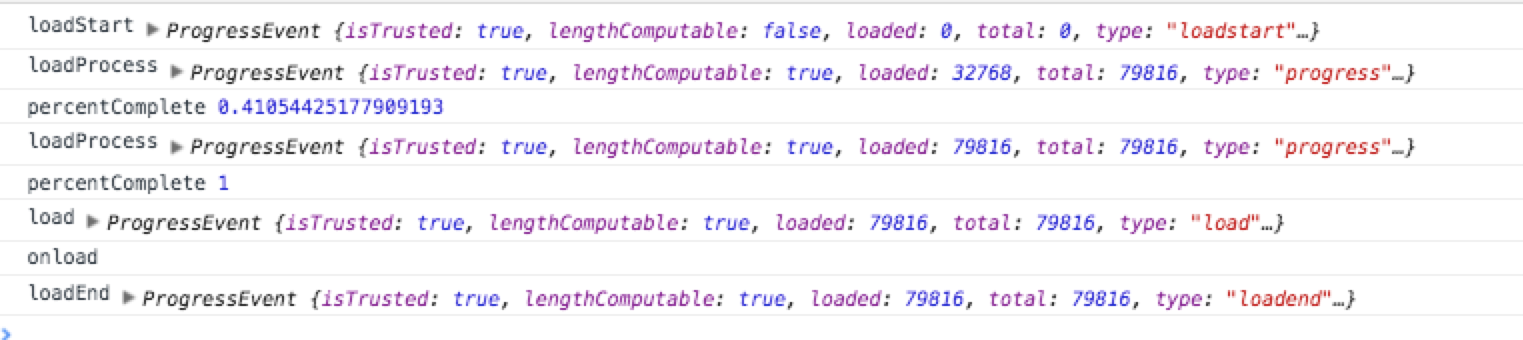 loadStart ▶ ProgressEvent {isTrusted: true, lengthComputable: false, loaded: 0, total: 0, type: "loadstart"…}
loadProcess ▶ ProgressEvent {isTrusted: true, lengthComputable: true, loaded: 32768, total: 79816, type: "progress"…}
percentComplete 0.41054425177909193
loadProcess ▶ ProgressEvent {isTrusted: true, lengthComputable: true, loaded: 79816, total: 79816, type: "progress"…}
percentComplete 1
load ▶ ProgressEvent {isTrusted: true, lengthComputable: true, loaded: 79816, total: 79816, type: "load"…}
onload
loadEnd ▶ ProgressEvent {isTrusted: true, lengthComputable: true, loaded: 79816, total: 79816, type: "loadend"…}